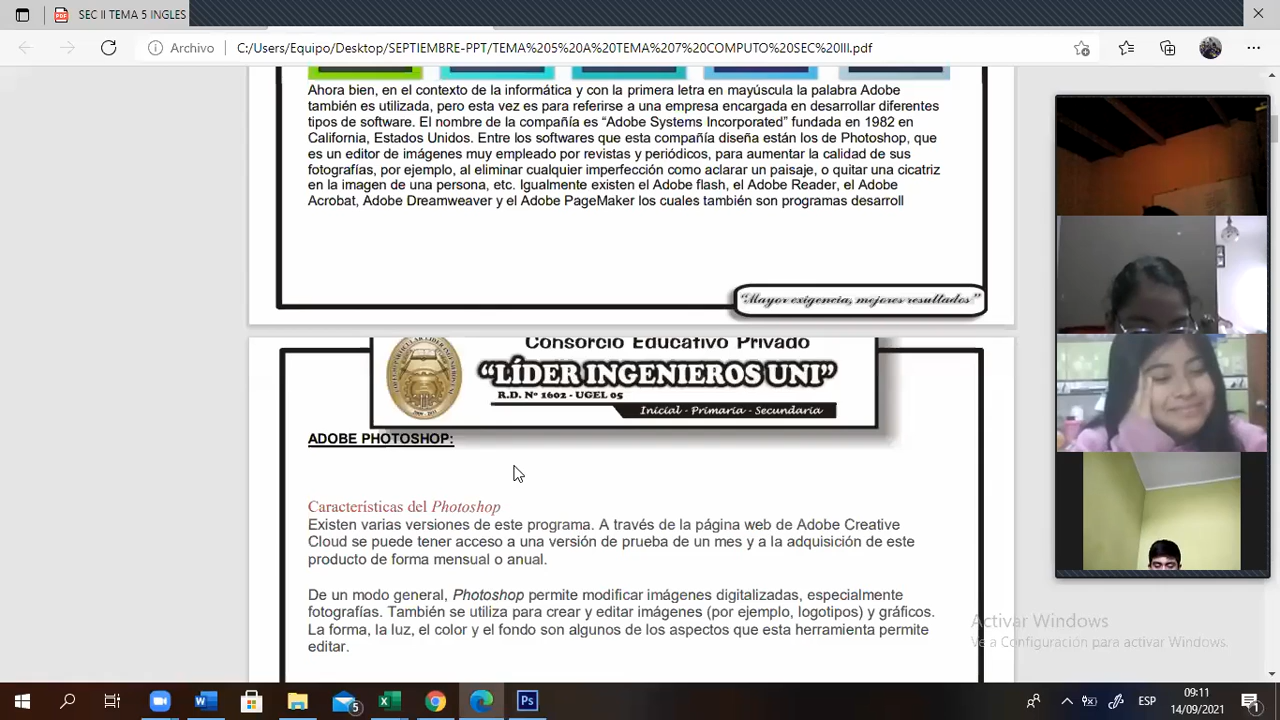 SEC II TEMA 5 INGLES
Archivo
C:/Users/Equipo/Desktop/SEPTIEMBRE-PPT/TEMA%205%20A%20TEMA%207%20COMPUTO%20SEC%20III.pdf
Ahora bien, en el contexto de la informática y con la primera letra en mayúscula la palabra Adobe
también es utilizada, pero esta vez es para referirse a una empresa encargada en desarrollar diferentes
tipos de software. El nombre de la compañía es “Adobe Systems Incorporated” fundada en 1982 en
California, Estados Unidos. Entre los softwares que esta compañía diseña están los de Photoshop, que
es un editor de imágenes muy empleado por revistas y periódicos, para aumentar la calidad de sus
fotografías, por ejemplo, al eliminar cualquier imperfección como aclarar un paisaje, o quitar una cicatriz
en la imagen de una persona, etc. Igualmente existen el Adobe flash, el Adobe Reader, el Adobe
Acrobat, Adobe Dreamweaver y el Adobe PageMaker los cuales también son programas desarroll
“Mayor exigencia, mejores resultados”
Consorcio Educativo Privado
“LÍDER INGENIEROS UNI”
R.D. Nº 1602 - UGEL 05
Inicial - Primaria - Secundaria
ADOBE PHOTOSHOP:
Características del Photoshop
Existen varias versiones de este programa. A través de la página web de Adobe Creative
Cloud se puede tener acceso a una versión de prueba de un mes y a la adquisición de este
producto de forma mensual o anual.
De un modo general, Photoshop permite modificar imágenes digitalizadas, especialmente
fotografías. También se utiliza para crear y editar imágenes (por ejemplo, logotipos) y gráficos.
La forma, la luz, el color y el fondo son algunos de los aspectos que esta herramienta permite
editar.
Activar Windows
Ve a Configuración para activar Windows.
5
Ps
ESP
09:11
14/09/2021
1